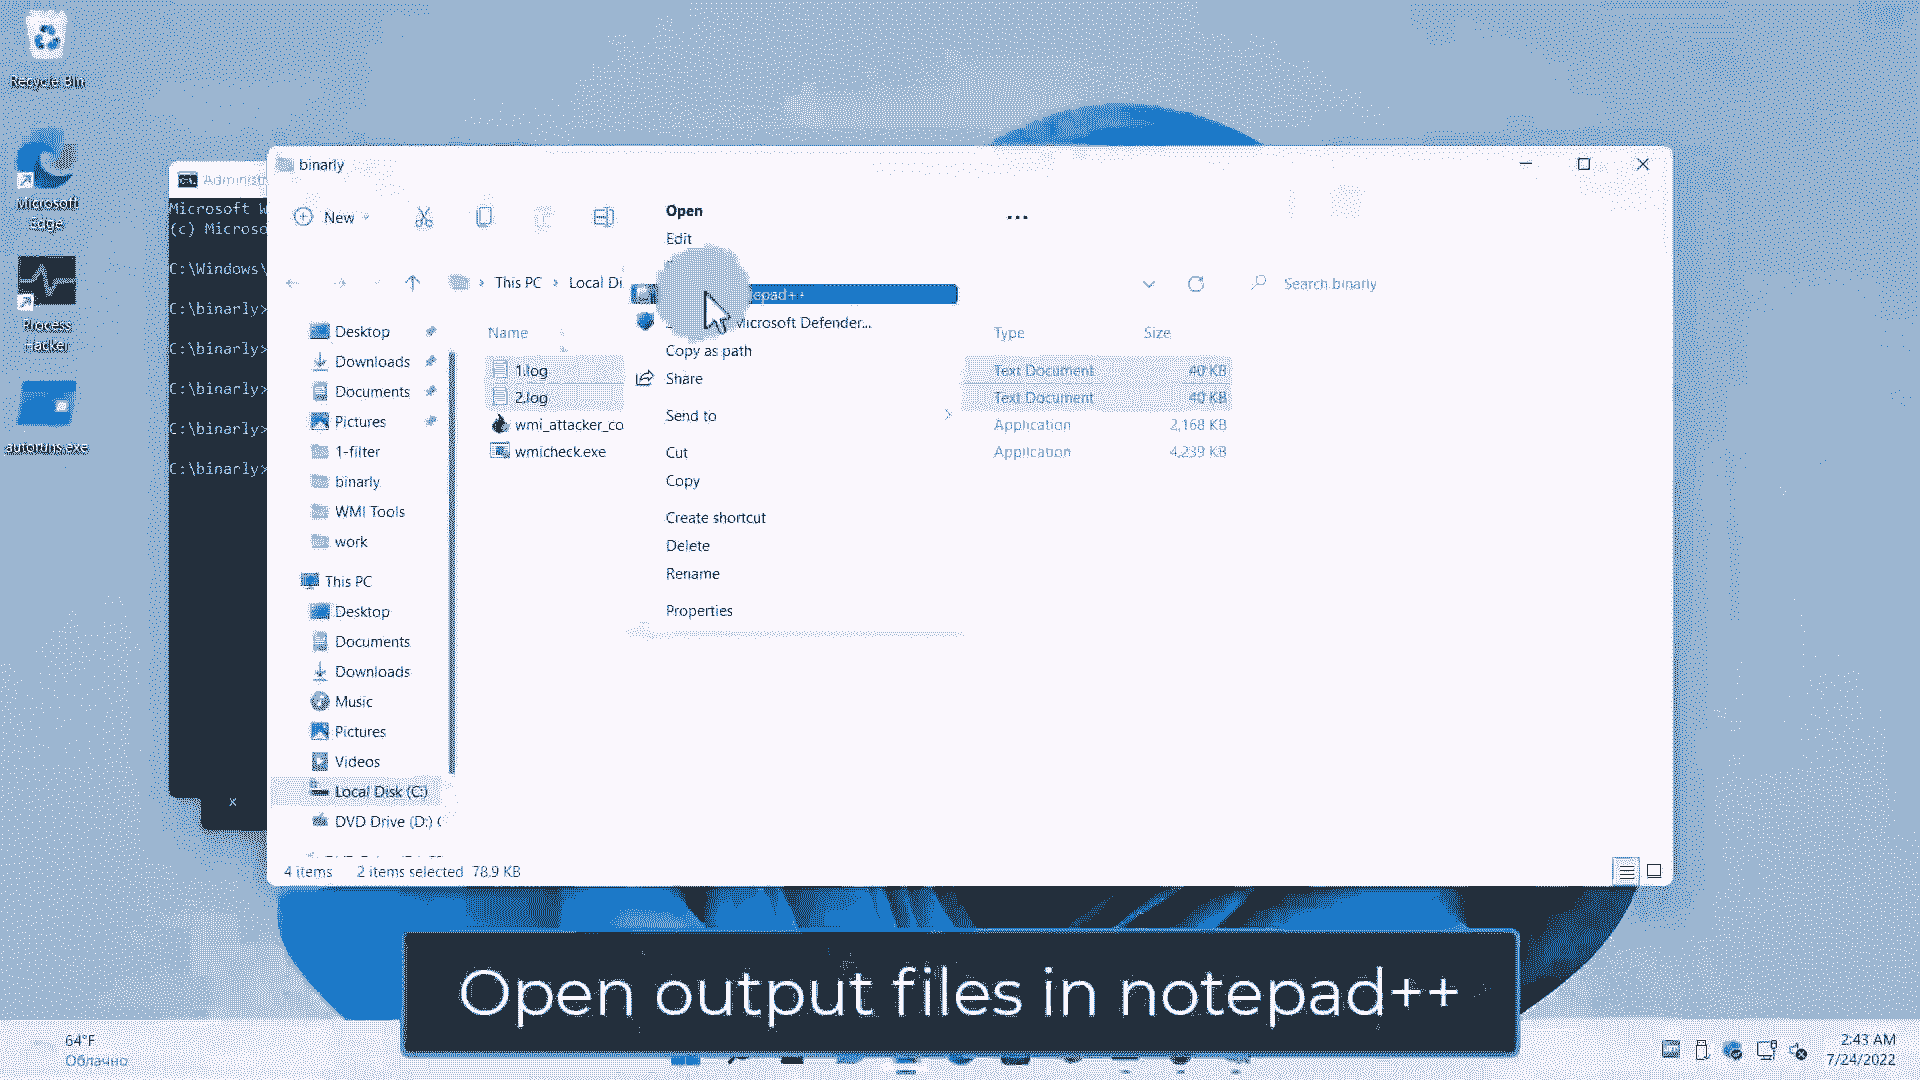 Recycle Bin
Microsoft
Edge
Process
Hacker
autoruns.exe
Microsoft W
(c) Microso
C:\Windows\
C:\binarly>
C:\binarly>
C:\binarly>
C:\binarly>
C:\binarly>
binarly
New
This PC
Local Di
Search binarly
Desktop
Downloads
Documents
Pictures
1-filter
binarly
WMI Tools
work
This PC
Desktop
Documents
Downloads
Music
Pictures
Videos
Local Disk (C:)
DVD Drive (D:)
Name
Type
Size
1.log
Text Document
40 KB
2.log
Text Document
40 KB
wmi_attacker_co
Application
2,168 KB
wmicheck.exe
Application
4,239 KB
Open
Edit
tepad++
Microsoft Defender...
Copy as path
Share
Send to
Cut
Copy
Create shortcut
Delete
Rename
Properties
4 items
2 items selected 78.9 KB
Open output files in notepad++
64°F
Облачно
2:43 AM
7/24/2022